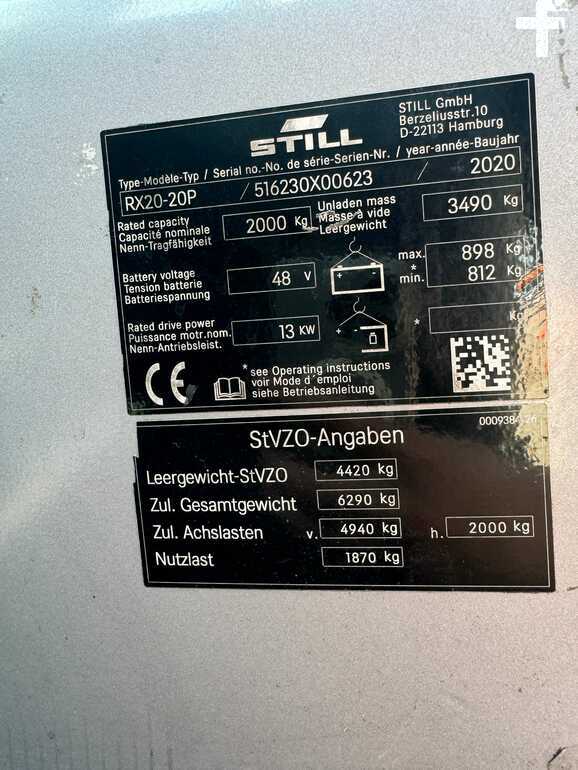 STILL
STILL GmbH
Berzeliusstr.10
D-22113 Hamburg
Type-Modèle-Typ / Serial no.-No. de série-Serien-Nr. / year-année-Baujahr
RX20-20P / 516230X00623 / 2020
Rated capacity
Capacité nominale
Nenn-Tragfähigkeit
2000 Kg
Unladen mass
Masse à vide
Leergewicht
3490 Kg
Battery voltage
Tension batterie
Batteriespannung
48 V
max. 898 Kg
*
min. 812 Kg
Rated drive power
Puissance motr.nom.
Nenn-Antriebsleist.
13 KW
* Kg
CE
*see Operating instructions
voir Mode d'emploi
siehe Betriebsanleitung
StVZO-Angaben
Leergewicht-StVZO 4420 kg
Zul. Gesamtgewicht 6290 kg
Zul. Achslasten v. 4940 kg h. 2000 kg
Nutzlast 1870 kg